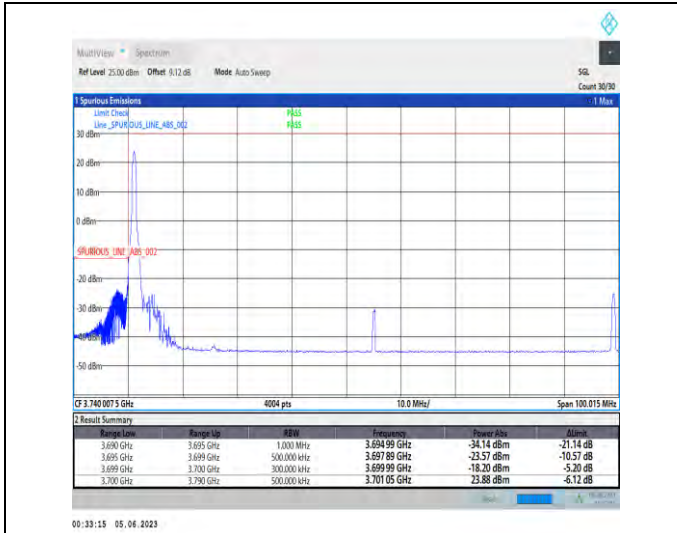 MultiView Spectrum
Ref Level 25.00 dBm Offset 9.12 dB Mode Auto Sweep SGL
Count 30/30
1 Spurious Emissions 1 Max
Limit Check PASS
Line _SPURIOUS_LINE_ABS_002 PASS
30 dBm
20 dBm
10 dBm
0 dBm
_SPURIOUS_LINE_ABS_002
-20 dBm
-30 dBm
-40 dBm
-50 dBm
CF 3.740 007 5 GHz 4004 pts 10.0 MHz/ Span 100.015 MHz
2 Result Summary
Range Low Range Up RBW Frequency Power Abs ΔLimit
3.690 GHz 3.695 GHz 1.000 MHz 3.694 99 GHz -34.14 dBm -21.14 dB
3.695 GHz 3.699 GHz 500.000 kHz 3.697 89 GHz -23.57 dBm -10.57 dB
3.699 GHz 3.700 GHz 300.000 kHz 3.699 99 GHz -18.20 dBm -5.20 dB
3.700 GHz 3.790 GHz 500.000 kHz 3.701 05 GHz 23.88 dBm -6.12 dB
00:33:15 05.06.2023